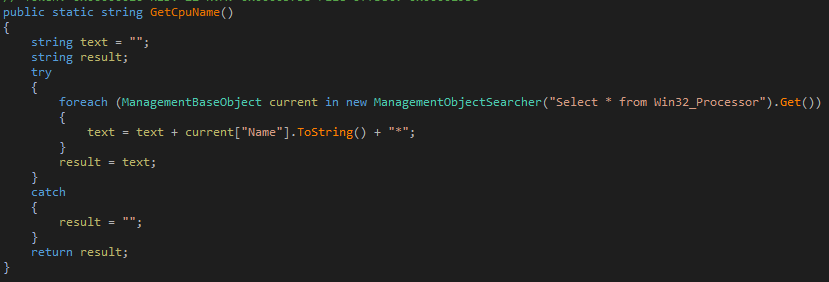 public static string GetCpuName()
{
    string text = "";
    string result;
    try
    {
        foreach (ManagementBaseObject current in new ManagementObjectSearcher("Select * from Win32_Processor").Get())
        {
            text = text + current["Name"].ToString() + "*";
        }
        result = text;
    }
    catch
    {
        result = "";
    }
    return result;
}